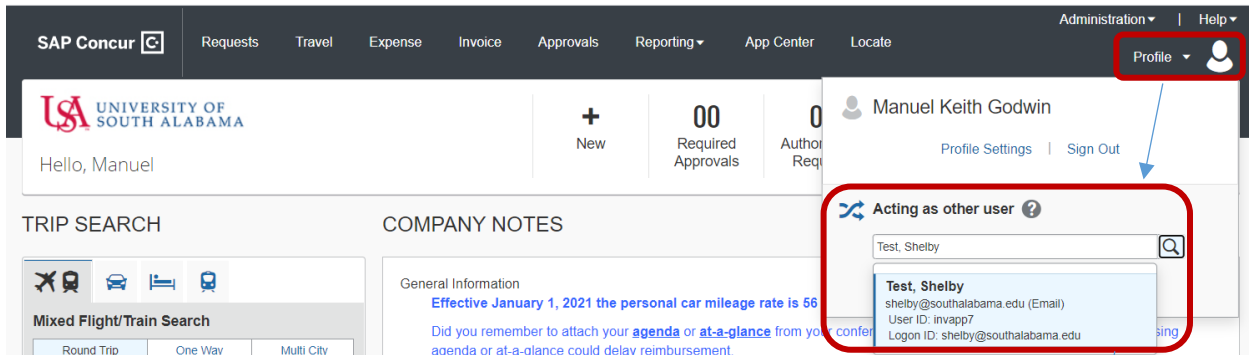 Administration | Help
SAP Concur C Requests Travel Expense Invoice Approvals Reporting App Center Locate
Profile
USA UNIVERSITY OF
SOUTH ALABAMA
Hello, Manuel
+
New
00
Required
Approvals
0
Manuel Keith Godwin
Profile Settings | Sign Out
Acting as other user ?
Test, Shelby
Test, Shelby
shelby@southalabama.edu (Email)
User ID: invapp7
Logon ID: shelby@southalabama.edu
TRIP SEARCH
Mixed Flight/Train Search
Round Trip One Way Multi City
COMPANY NOTES
General Information
Effective January 1, 2021 the personal car mileage rate is 56
Did you remember to attach your agenda or at-a-glance from your
agenda or at-a-glance could delay reimbursement.